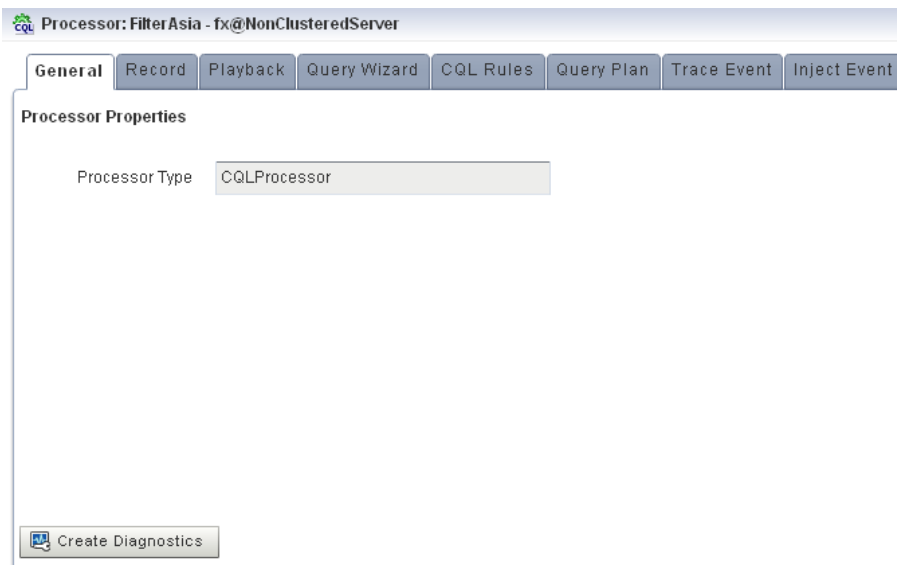 CQL Processor: FilterAsia - fx@NonClusteredServer
General Record Playback Query Wizard CQL Rules Query Plan Trace Event Inject Event
Processor Properties
Processor Type CQLProcessor
Create Diagnostics